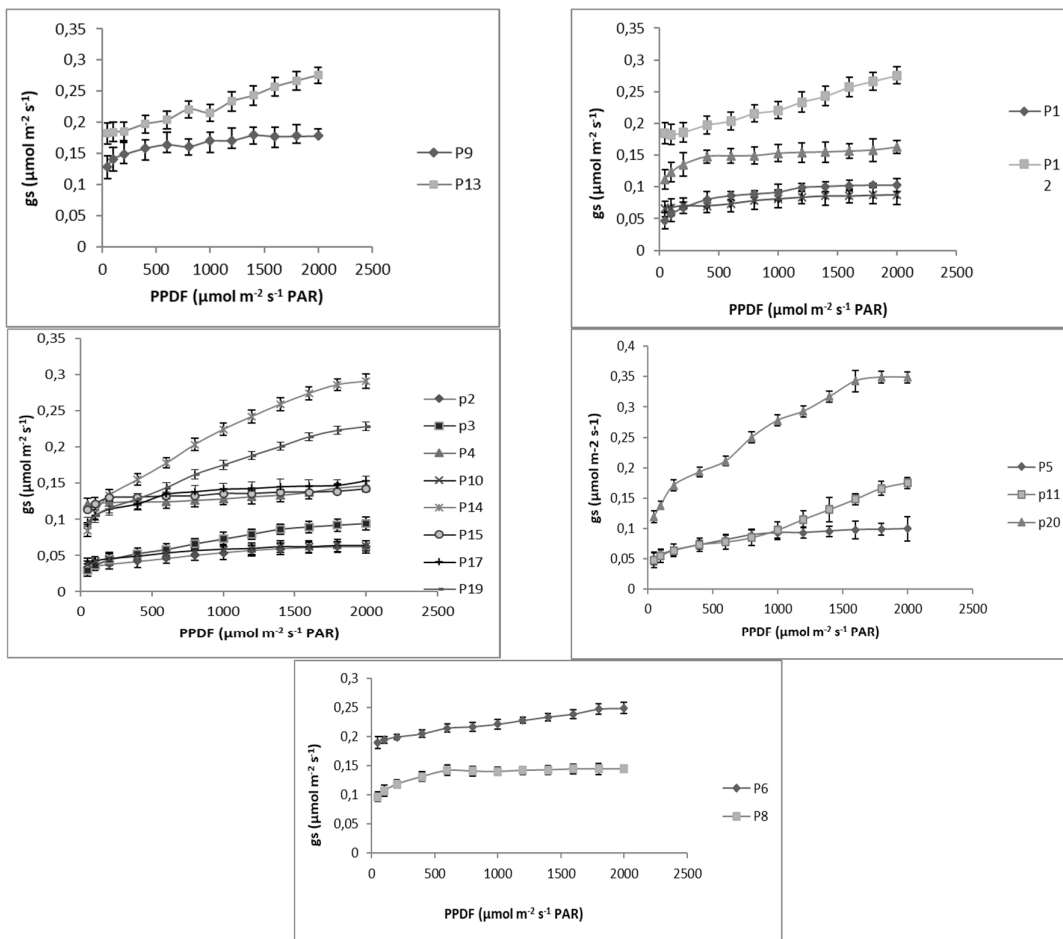 0,35
0,3
0,25
0,2
0,15
0,1
0,05
0
gs (µmol m⁻² s⁻¹)
0 500 1000 1500 2000 2500
PPDF (µmol m⁻² s⁻¹ PAR)
P9
P13
0,35
0,3
0,25
0,2
0,15
0,1
0,05
0
gs (µmol m⁻² s⁻¹)
0 500 1000 1500 2000 2500
PPDF (µmol m⁻² s⁻¹ PAR)
P1
P1
2
0,35
0,3
0,25
0,2
0,15
0,1
0,05
0
gs (µmol m⁻² s⁻¹)
0 500 1000 1500 2000 2500
PPDF (µmol m⁻² s⁻¹ PAR)
p2
p3
P4
P10
P14
P15
P17
P19
0,4
0,35
0,3
0,25
0,2
0,15
0,1
0,05
0
gs (µmol m-2 s-1)
0 500 1000 1500 2000 2500
PPDF (µmol m⁻² s⁻¹ PAR)
P5
p11
p20
0,3
0,25
0,2
0,15
0,1
0,05
0
gs (µmol m⁻² s⁻¹)
0 500 1000 1500 2000 2500
PPDF (µmol m⁻² s⁻¹ PAR)
P6
P8